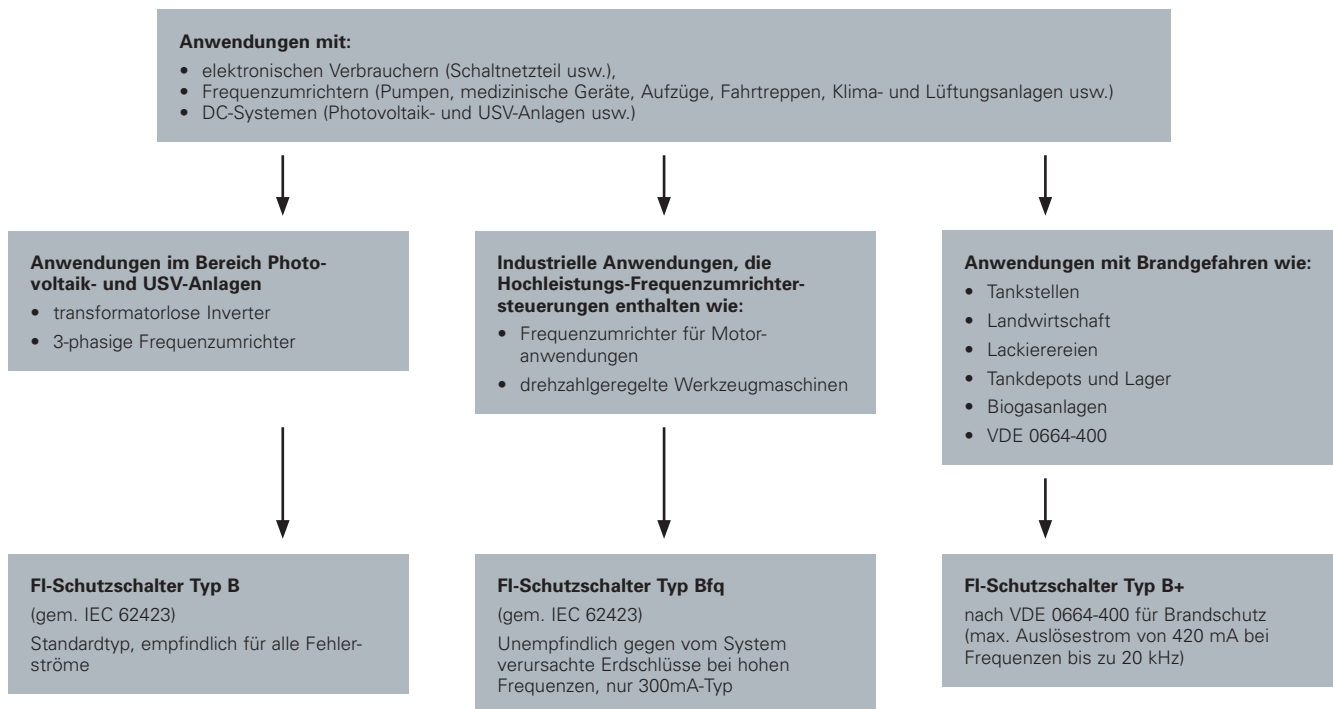 Anwendungen mit:
• elektronischen Verbrauchern (Schaltnetzteil usw.),
• Frequenzumrichtern (Pumpen, medizinische Geräte, Aufzüge, Fahrtreppen, Klima- und Lüftungsanlagen usw.)
• DC-Systemen (Photovoltaik- und USV-Anlagen usw.)
Anwendungen im Bereich Photo-
voltaik- und USV-Anlagen
• transformatorlose Inverter
• 3-phasige Frequenzumrichter
Industrielle Anwendungen, die
Hochleistungs-Frequenzumrichter-
steuerungen enthalten wie:
• Frequenzumrichter für Motor-
anwendungen
• drehzahlgeregelte Werkzeugmaschinen
Anwendungen mit Brandgefahren wie:
• Tankstellen
• Landwirtschaft
• Lackierereien
• Tankdepots und Lager
• Biogasanlagen
• VDE 0664-400
FI-Schutzschalter Typ B
(gem. IEC 62423)
Standardtyp, empfindlich für alle Fehler-
ströme
FI-Schutzschalter Typ Bfq
(gem. IEC 62423)
Unempfindlich gegen vom System
verursachte Erdschlüsse bei hohen
Frequenzen, nur 300mA-Typ
FI-Schutzschalter Typ B+
nach VDE 0664-400 für Brandschutz
(max. Auslösestrom von 420 mA bei
Frequenzen bis zu 20 kHz)